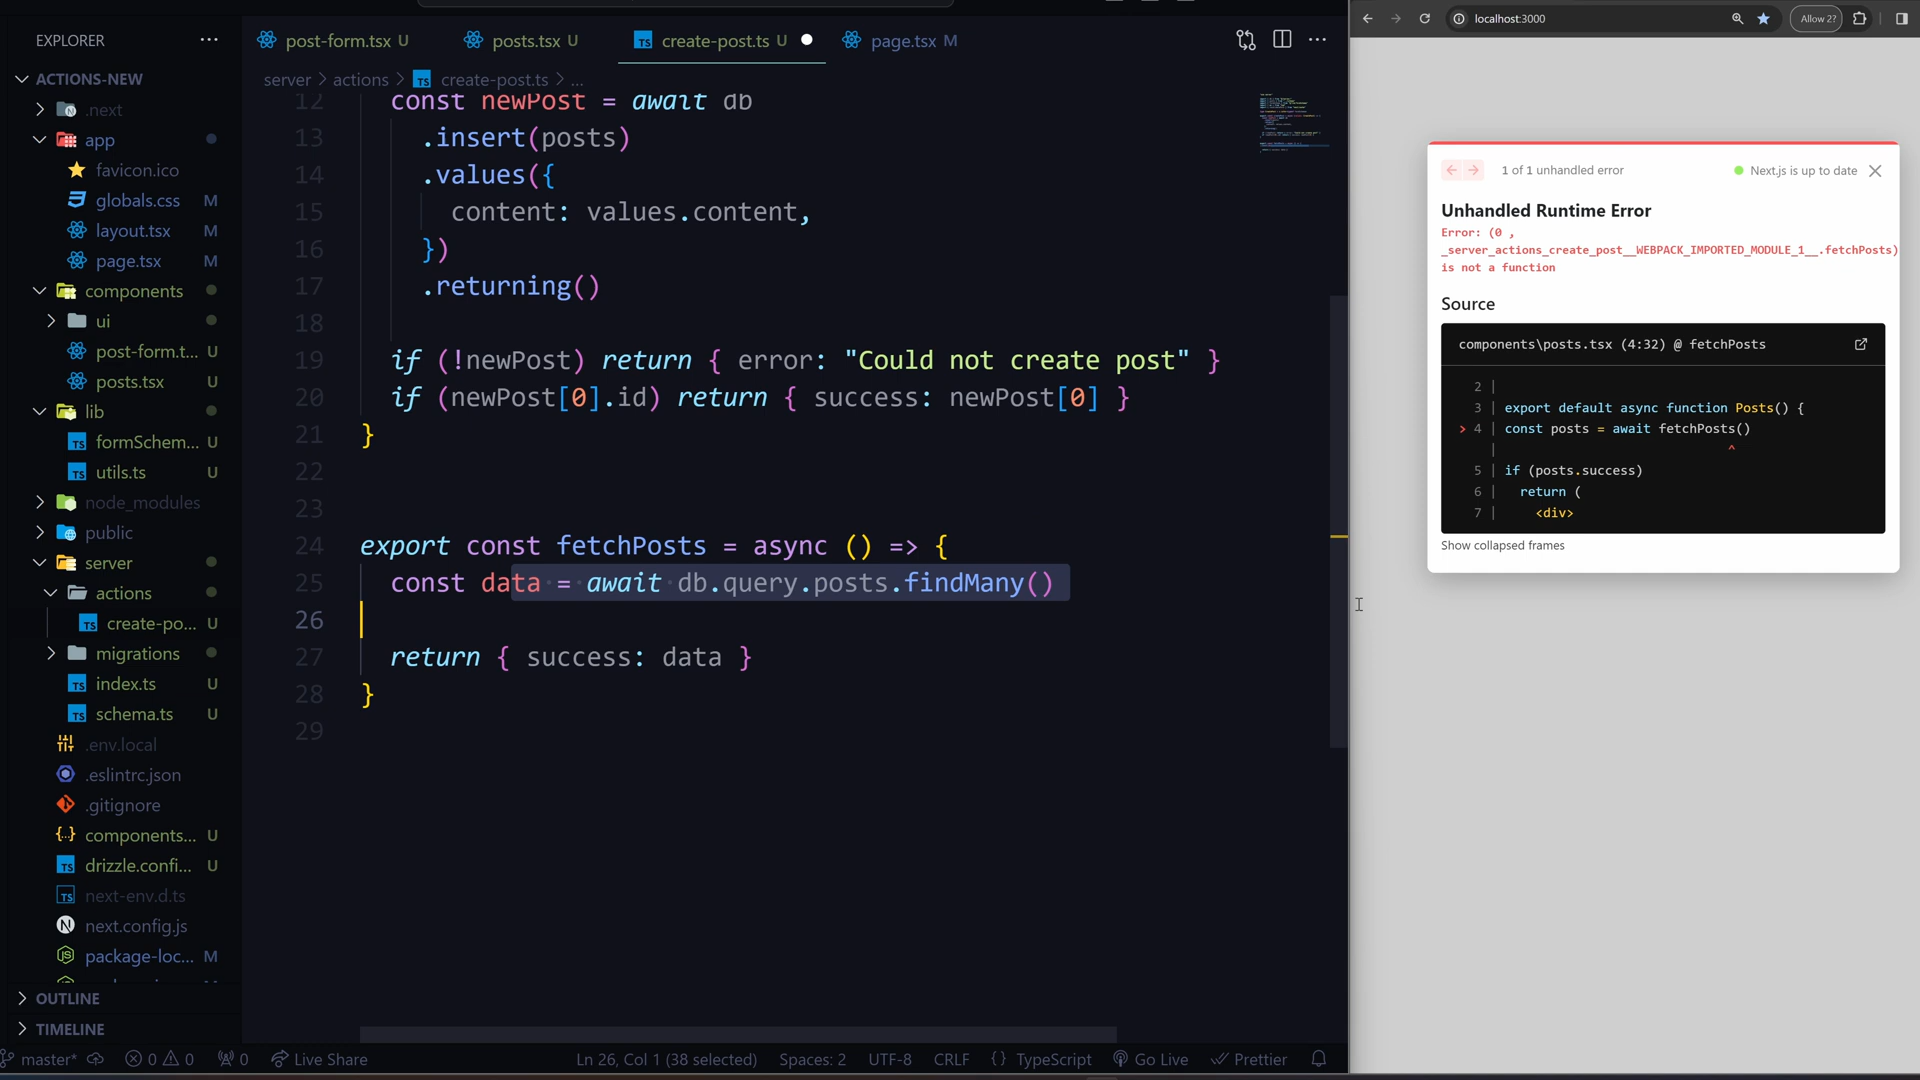 EXPLORER
ACTIONS-NEW
.next
app
favicon.ico
globals.css M
layout.tsx M
page.tsx M
components
ui
post-form.t... U
posts.tsx U
lib
formSchem... U
utils.ts U
node_modules
public
server
actions
create-po... U
migrations
index.ts U
schema.ts U
.env.local
.eslintrc.json
.gitignore
components... U
drizzle.confi... U
next-env.d.ts
next.config.js
package-loc... M
OUTLINE
TIMELINE
post-form.tsx U
posts.tsx U
create-post.ts U
page.tsx M
server > actions > create-post.ts > ...
12 const newPost = await db
13 .insert(posts)
14 .values({
15 content: values.content,
16 })
17 .returning()
18
19 if (!newPost) return { error: "Could not create post" }
20 if (newPost[0].id) return { success: newPost[0] }
21 }
22
23
24 export const fetchPosts = async () => {
25 const data = await db.query.posts.findMany()
26
27 return { success: data }
28 }
29
master* 0 0 0 Live Share Ln 26, Col 1 (38 selected) Spaces: 2 UTF-8 CRLF {} TypeScript Go Live Prettier
localhost:3000
Allow 2?
1 of 1 unhandled error
Next.js is up to date
Unhandled Runtime Error
Error: (0 ,
_server_actions_create_post__WEBPACK_IMPORTED_MODULE_1__.fetchPosts)
is not a function
Source
components\posts.tsx (4:32) @ fetchPosts
2 |
3 | export default async function Posts() {
> 4 | const posts = await fetchPosts()
| ^
5 | if (posts.success)
6 | return (
7 | <div>
Show collapsed frames